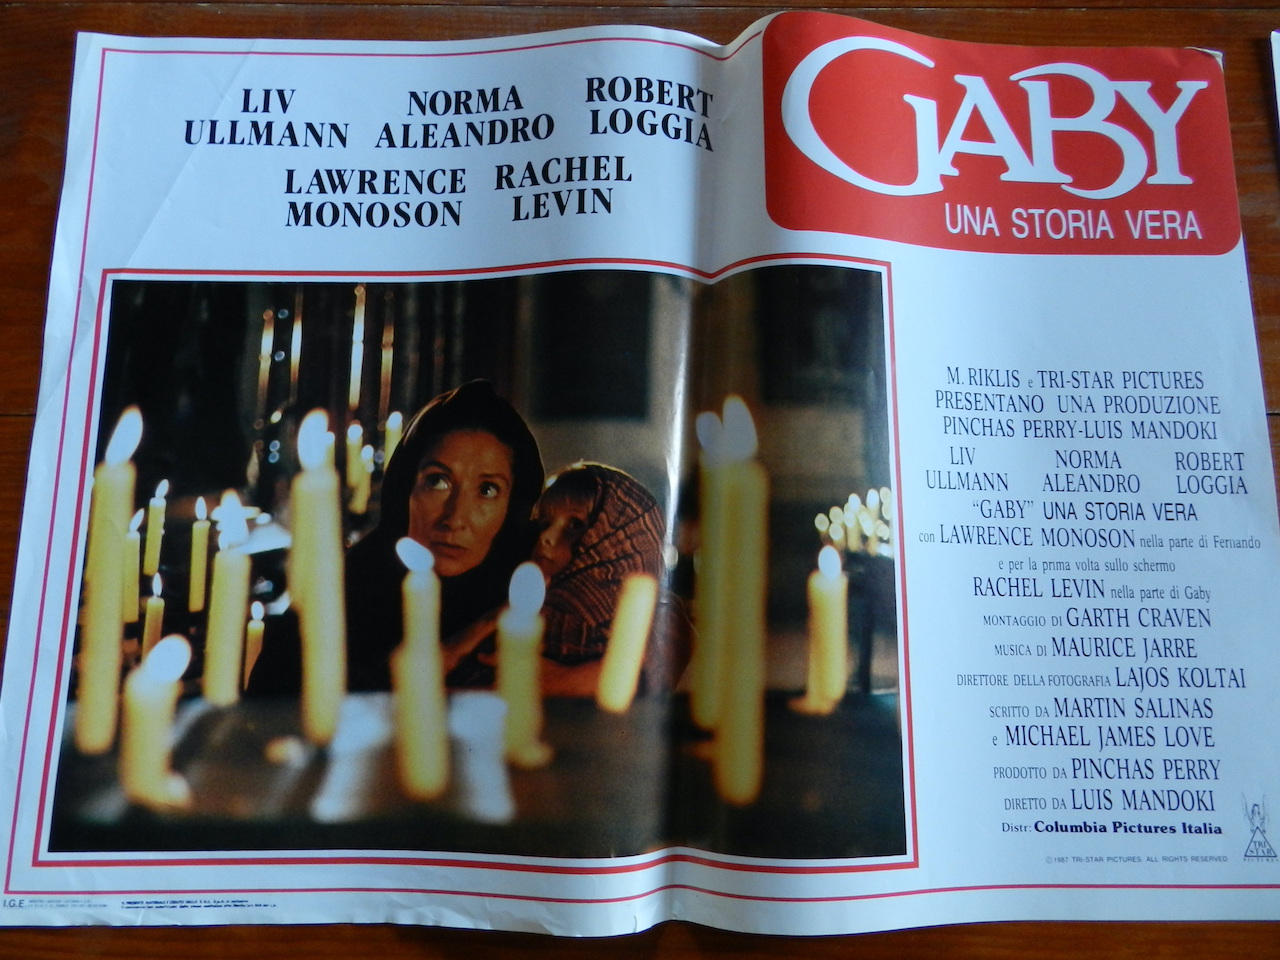 LIV NORMA ROBERT
ULLMANN ALEANDRO LOGGIA
LAWRENCE RACHEL
MONOSON LEVIN
GABY
UNA STORIA VERA
M. RIKLIS e TRI-STAR PICTURES
PRESENTANO UNA PRODUZIONE
PINCHAS PERRY-LUIS MANDOKI
LIV NORMA ROBERT
ULLMANN ALEANDRO LOGGIA
“GABY” UNA STORIA VERA
con LAWRENCE MONOSON nella parte di Fernando
e per la prima volta sullo schermo
RACHEL LEVIN nella parte di Gaby
MONTAGGIO DI GARTH CRAVEN
MUSICA DI MAURICE JARRE
DIRETTORE DELLA FOTOGRAFIA LAJOS KOLTAI
SCRITTO DA MARTIN SALINAS
e MICHAEL JAMES LOVE
PRODOTTO DA PINCHAS PERRY
DIRETTO DA LUIS MANDOKI
Distr: Columbia Pictures Italia
© 1987 TRI-STAR PICTURES. ALL RIGHTS RESERVED
TRI
STAR
PICTURES
I.G.E.